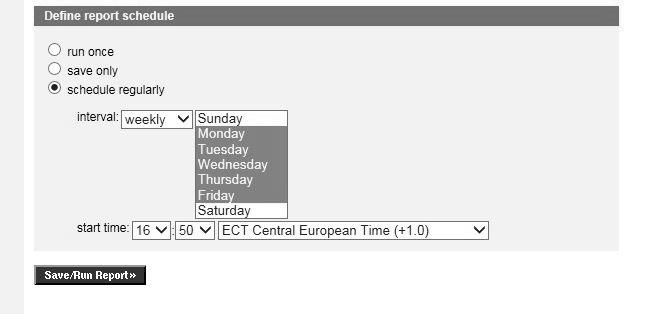 Define report schedule
run once
save only
schedule regularly
interval: weekly
Sunday
Monday
Tuesday
Wednesday
Thursday
Friday
Saturday
start time: 16 : 50 ECT Central European Time (+1.0)
Save/Run Report»